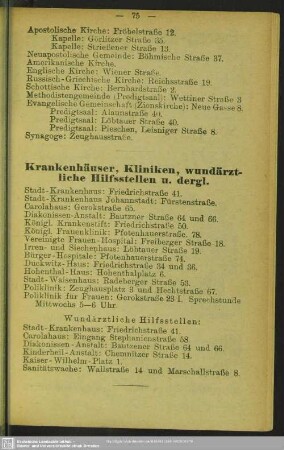 — 75 —
Apostolische Kirche: Fröbelstraße 12.
Kapelle: Görlitzer Straße 35.
Kapelle: Strießener Straße 13.
Neuapostolische Gemeinde: Böhmische Straße 37.
Amerikanische Kirche.
Englische Kirche: Wiener Straße.
Russisch-Griechische Kirche: Reichsstraße 19.
Schottische Kirche: Bernhardstraße 2.
Methodistengemeinde (Predigtsaal): Wettiner Straße 3
Evangelische Gemeinschaft (Zionskirche): Neue Gasse 8.
Predigtsaal: Alaunstraße 40.
Predigtsaal: Löbtauer Straße 40.
Predigtsaal: Pieschen, Leisniger Straße 8.
Synagoge: Zeughausstraße.
Krankenhäuser, Kliniken, wundärzt-
liche Hilfsstellen u. dergl.
Stadt-Krankenhaus: Friedrichstraße 41.
Stadt-Krankenhaus Johannstadt: Fürstenstraße.
Carolahaus: Gerokstraße 65.
Diakonissen-Anstalt: Bautzner Straße 64 und 66.
Königl. Krankenstift: Friedrichstraße 50.
Königl. Frauenklinik: Pfotenhauerstraße. 78.
Vereinigte Frauen-Hospital: Freiberger Straße 18.
Irren- und Siechenhaus: Löbtauer Straße 19.
Bürger-Hospital: Pfotenhauerstraße 74.
Duckwitz-Haus: Friedrichstraße 34 und 36.
Hohenthal-Haus: Hohenthalplatz 6.
Stadt-Waisenhaus: Radeberger Straße 53.
Poliklinik: Zeughausplatz 3 und Hechtstraße 67.
Poliklinik für Frauen: Gerokstraße 23 I. Sprechstunde
Mittwochs 5—6 Uhr.
Wundärztliche Hilfsstellen:
Stadt-Krankenhaus: Friedrichstraße 41.
Carolahaus: Eingang Stephanienstraße 58.
Diakonissen-Anstalt: Bautzener Straße 64 und 66.
Kinderheil-Anstalt: Chemnitzer Straße 14.
Kaiser-Wilhelm-Platz 1.
Sanitätswache: Wallstraße 14 und Marschallstraße 8.